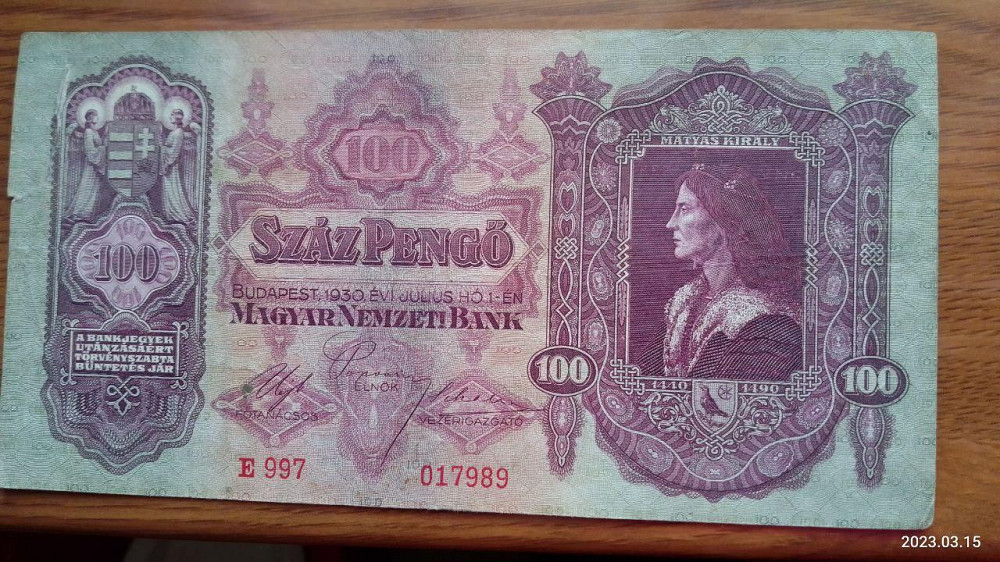 100
MÁTYÁS KIRÁLY
SZÁZ PENGŐ
100
BUDAPEST, 1930. ÉVI JÚLIUS HÓ 1-ÉN
MAGYAR NEMZETI BANK
A BANKJEGYEK
UTÁNZÁSÁÉRT
TÖRVÉNYSZABTA
BÜNTETÉS JÁR
ELNÖK
FŐTANÁCSOS
VEZÉRIGAZGATÓ
100
1440 1490
100
E 997
017989
2023.03.15